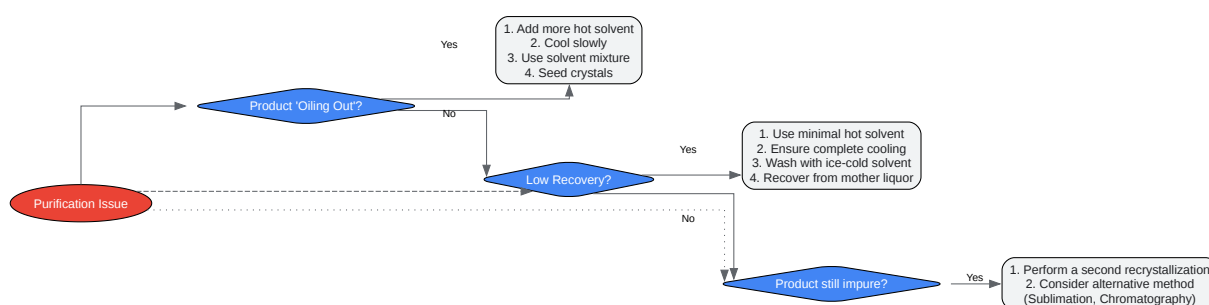 1. Add more hot solvent
2. Cool slowly
3. Use solvent mixture
4. Seed crystals
Yes
Product 'Oiling Out'?
No
1. Use minimal hot solvent
2. Ensure complete cooling
3. Wash with ice-cold solvent
4. Recover from mother liquor
Yes
Low Recovery?
Purification Issue
No
1. Perform a second recrystallization
2. Consider alternative method
(Sublimation, Chromatography)
Yes
Product still impure?